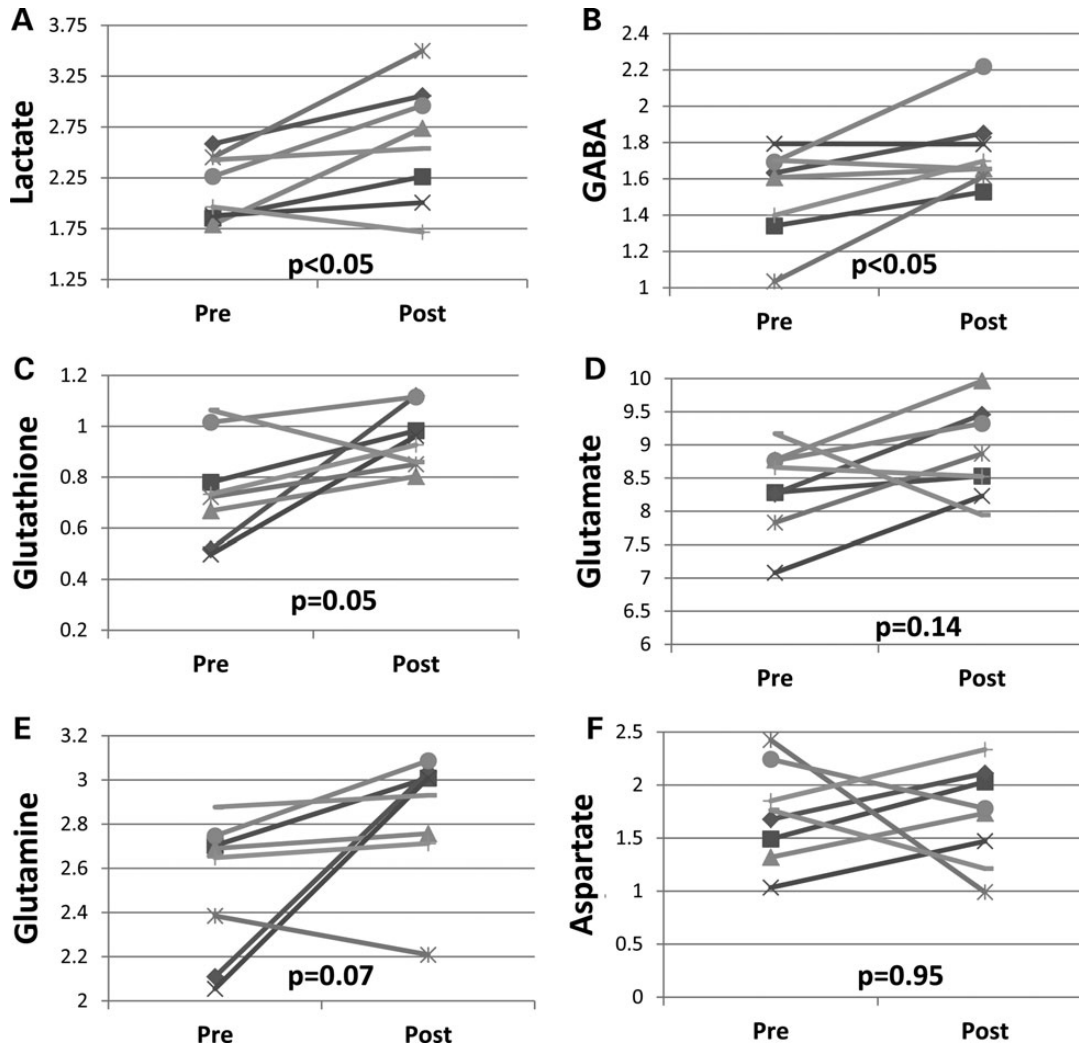 A
Lactate
3.75
3.25
2.75
2.25
1.75
1.25
p<0.05
Pre Post
B
GABA
2.4
2.2
2
1.8
1.6
1.4
1.2
1
p<0.05
Pre Post
C
Glutathione
1.2
1
0.8
0.6
0.4
0.2
p=0.05
Pre Post
D
Glutamate
10
9.5
9
8.5
8
7.5
7
6.5
6
p=0.14
Pre Post
E
Glutamine
3.2
3
2.8
2.6
2.4
2.2
2
p=0.07
Pre Post
F
Aspartate
2.5
2
1.5
1
0.5
0
p=0.95
Pre Post